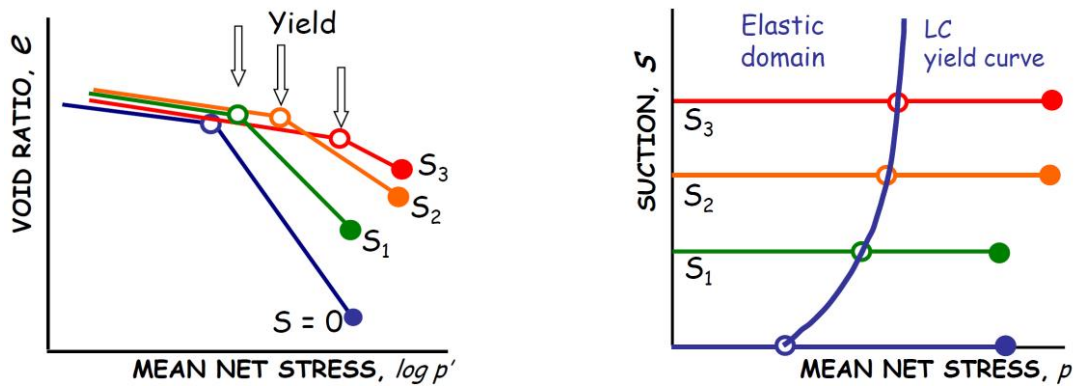 Yield
VOID RATIO, e
S₃
S₂
S₁
S = 0
MEAN NET STRESS, log p'
Elastic
domain
LC
yield curve
SUCTION, S
S₃
S₂
S₁
MEAN NET STRESS, p